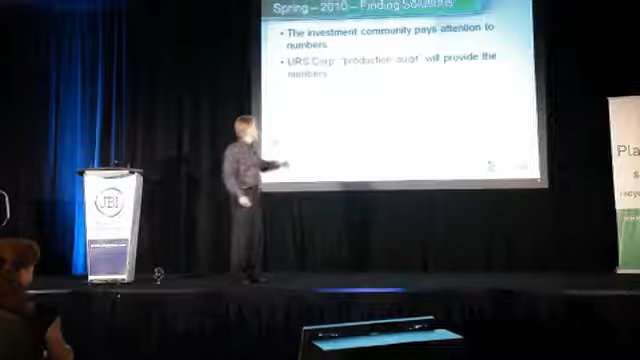 Spring – 2010 – Finding Solutions
• The investment community pays attention to
numbers
• URS Corp "production audit" will provide the
numbers
JBI
Pla